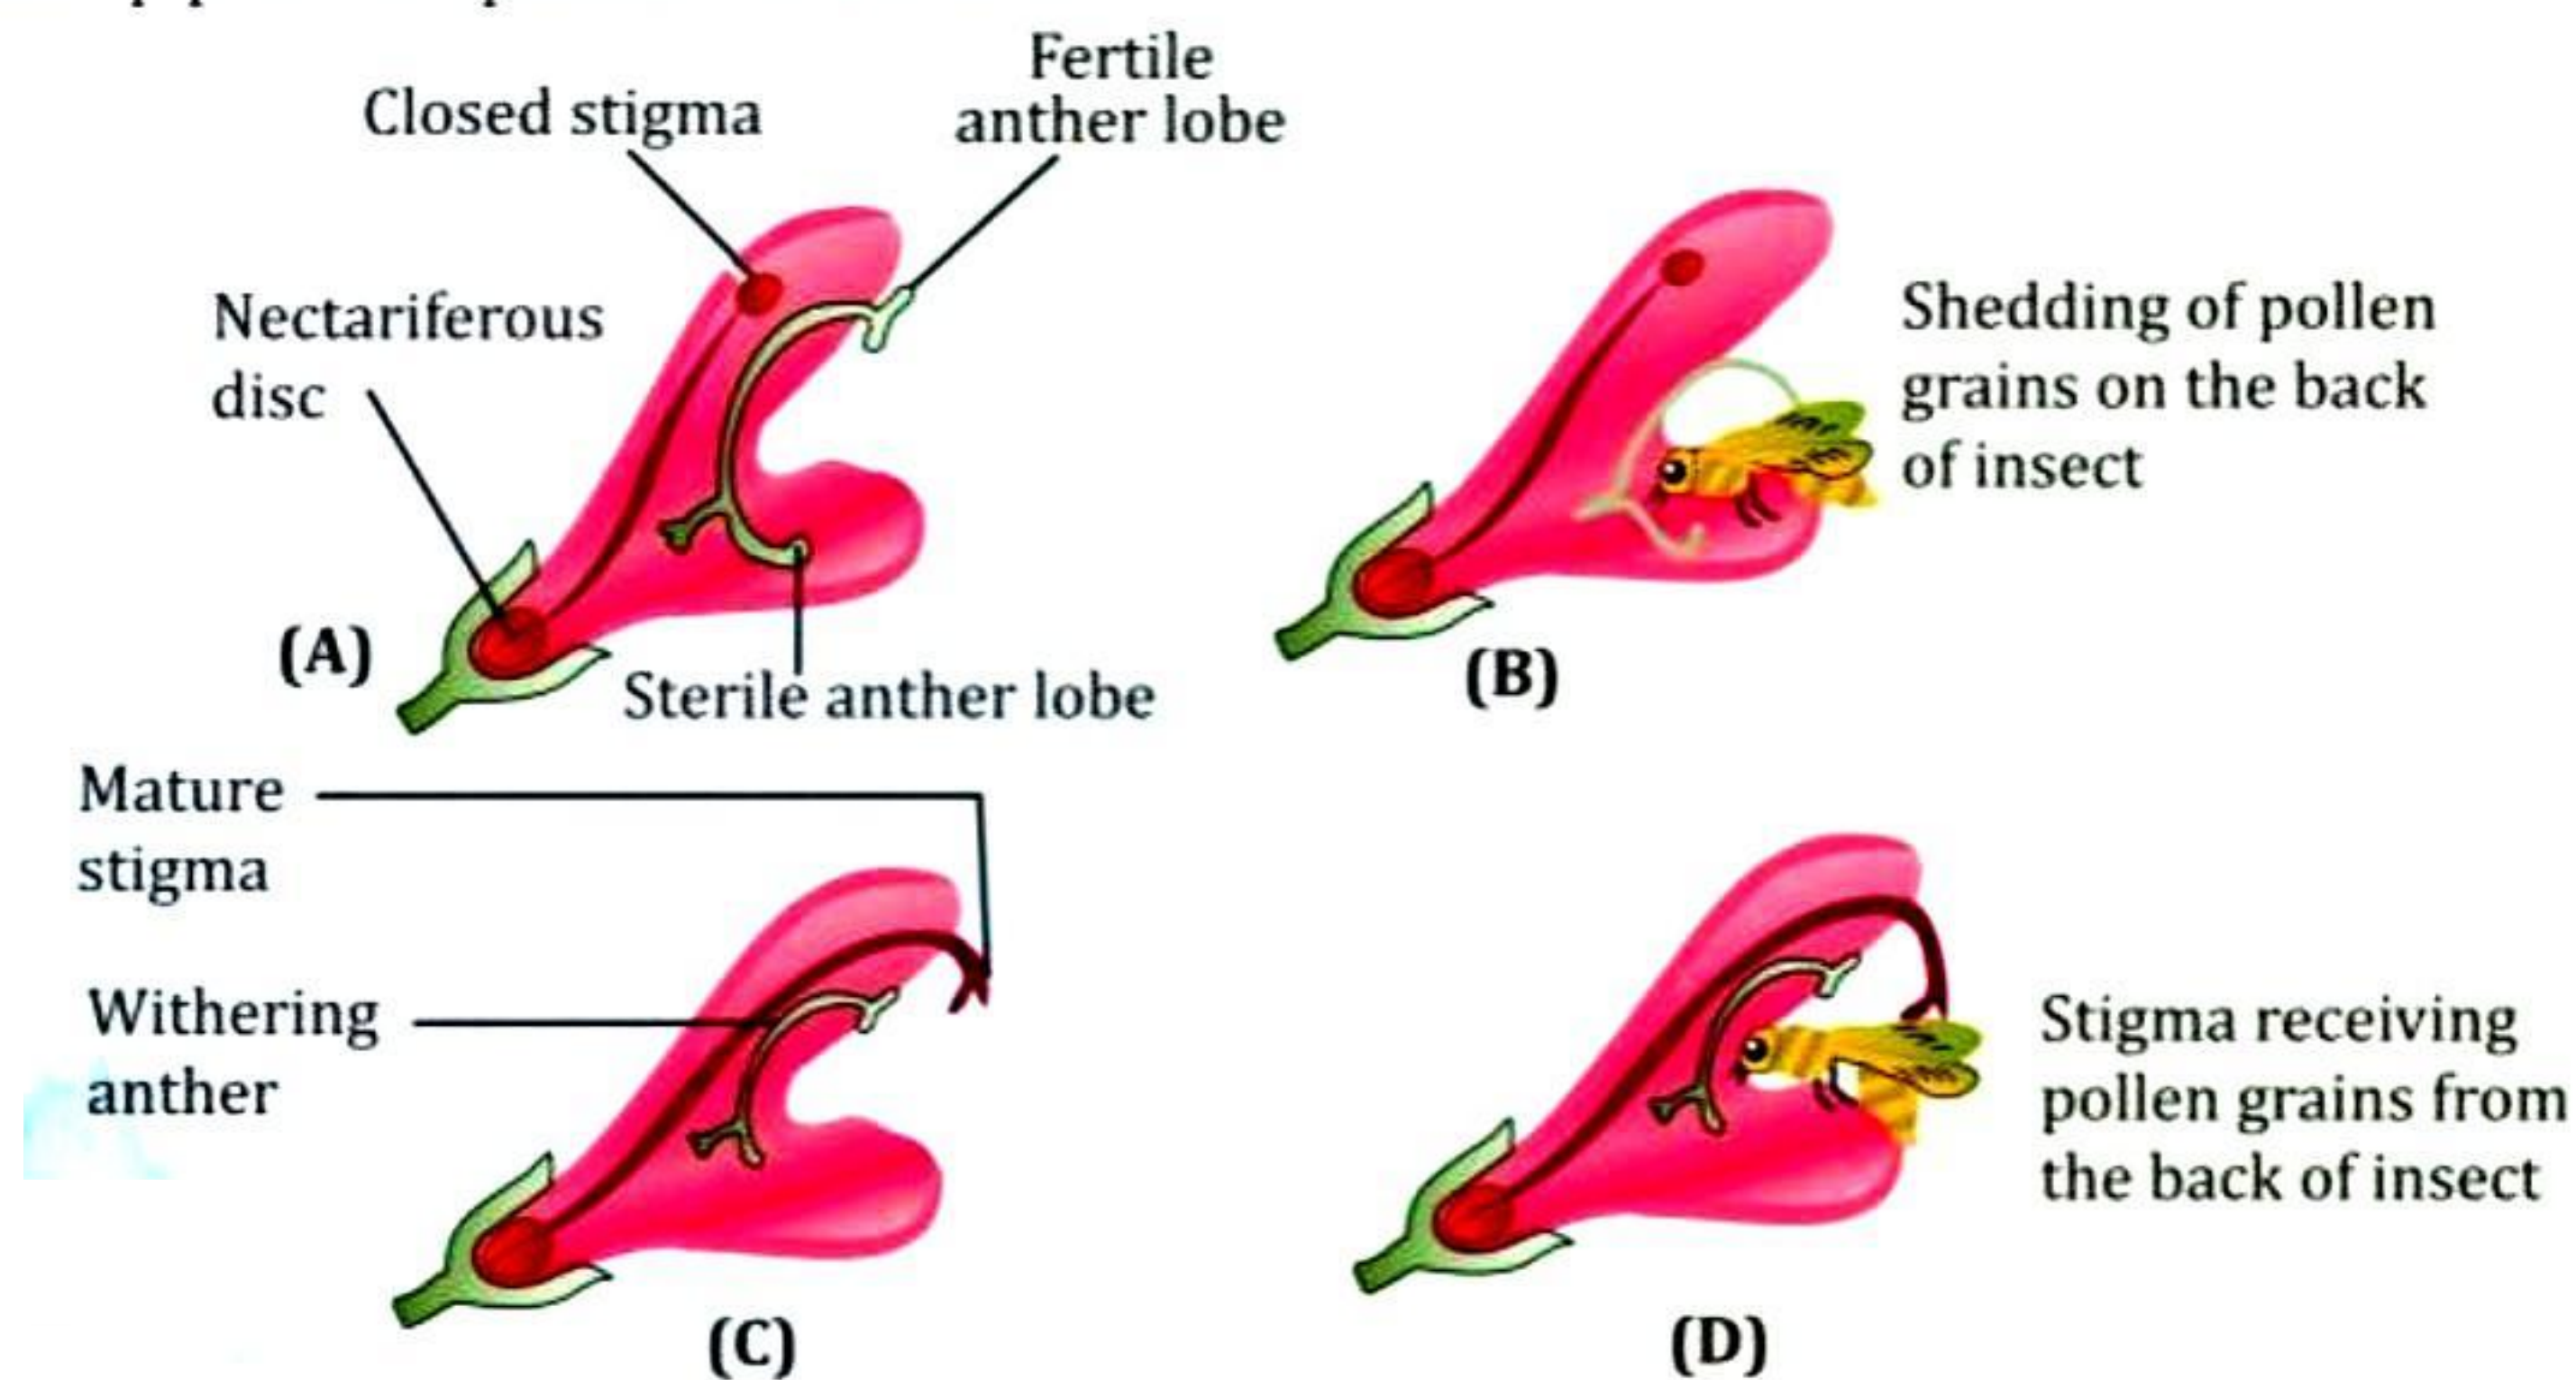 Closed stigma
Fertile
anther lobe
Nectariferous
disc
Shedding of pollen
grains on the back
of insect
(A)
Sterile anther lobe
(B)
Mature
stigma
Withering
anther
Stigma receiving
pollen grains from
the back of insect
(C)
(D)